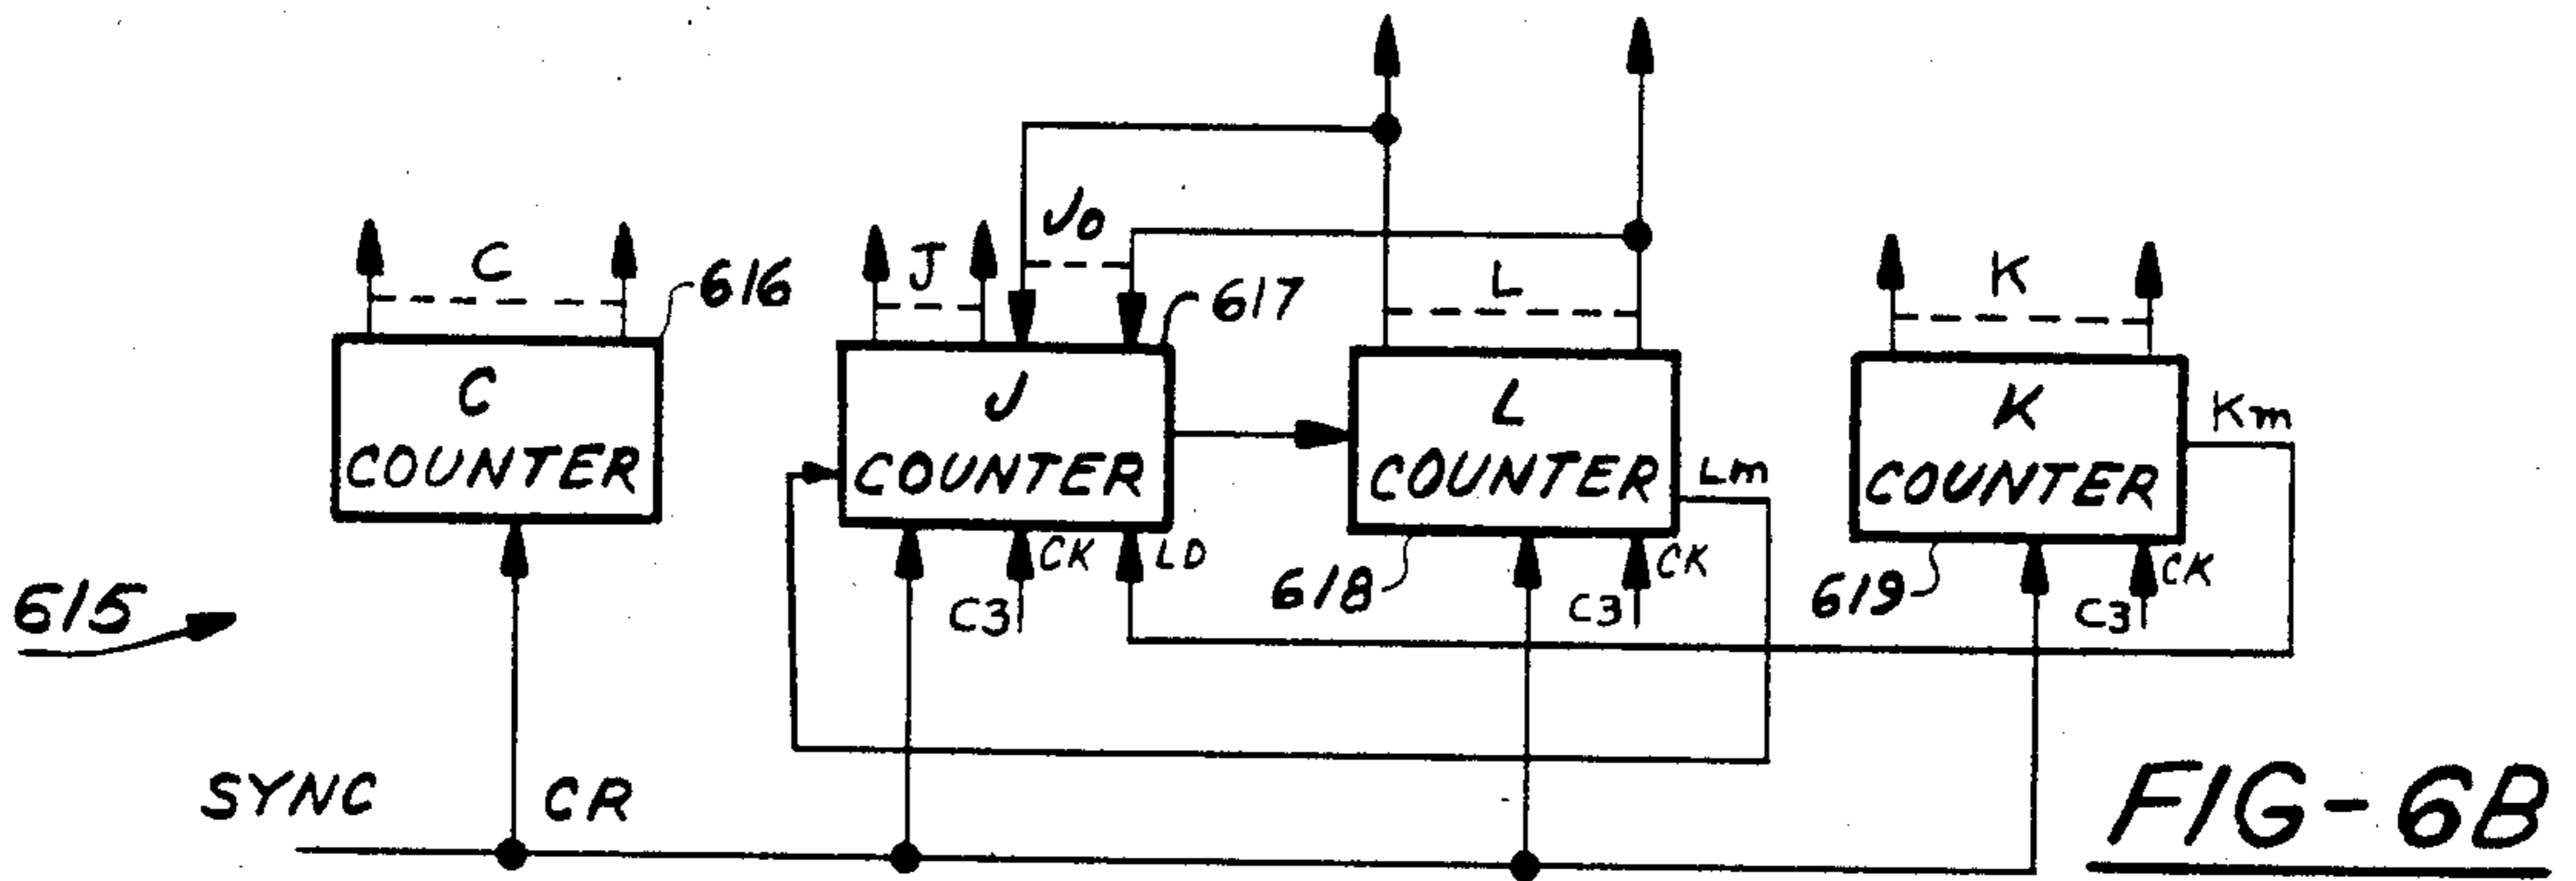 C
616
J
Jo
617
L
K
C
COUNTER
J
COUNTER
L
COUNTER
Lm
K
COUNTER
Km
CK
LD
C3
618
C3
CK
619
C3
CK
615
SYNC
CR
FIG-6B